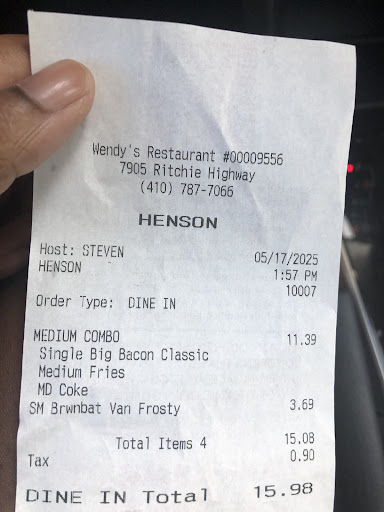 Wendy's Restaurant #00009556
7905 Ritchie Highway
(410) 787-7066
HENSON
Host: STEVEN 05/17/2025
HENSON 1:57 PM
10007
Order Type: DINE IN
MEDIUM COMBO 11.39
Single Big Bacon Classic
Medium Fries
MD Coke
SM Brwnbat Van Frosty 3.69
Total Items 4 15.08
Tax 0.90
DINE IN Total 15.98